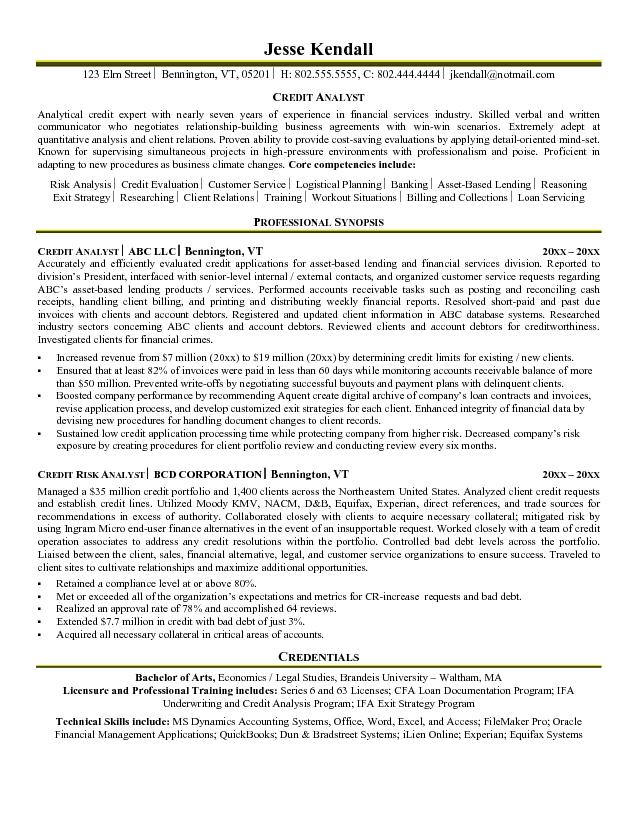 Jesse Kendall
123 Elm Street | Bennington, VT, 05201 | H: 802.555.5555, C: 802.444.4444 | jkendall@notmail.com
CREDIT ANALYST
Analytical credit expert with nearly seven years of experience in financial services industry. Skilled verbal and written
communicator who negotiates relationship-building business agreements with win-win scenarios. Extremely adept at
quantitative analysis and client relations. Proven ability to provide cost-saving evaluations by applying detail-oriented mind-set.
Known for supervising simultaneous projects in high-pressure environments with professionalism and poise. Proficient in
adapting to new procedures as business climate changes. Core competencies include:
Risk Analysis | Credit Evaluation | Customer Service | Logistical Planning | Banking | Asset-Based Lending | Reasoning
Exit Strategy | Researching | Client Relations | Training | Workout Situations | Billing and Collections | Loan Servicing
PROFESSIONAL SYNOPSIS
CREDIT ANALYST | ABC LLC | Bennington, VT 20XX – 20XX
Accurately and efficiently evaluated credit applications for asset-based lending and financial services division. Reported to
division's President, interfaced with senior-level internal / external contacts, and organized customer service requests regarding
ABC's asset-based lending products / services. Performed accounts receivable tasks such as posting and reconciling cash
receipts, handling client billing, and printing and distributing weekly financial reports. Resolved short-paid and past due
invoices with clients and account debtors. Registered and updated client information in ABC database systems. Researched
industry sectors concerning ABC clients and account debtors. Reviewed clients and account debtors for creditworthiness.
Investigated clients for financial crimes.
▪ Increased revenue from $7 million (20xx) to $19 million (20xx) by determining credit limits for existing / new clients.
▪ Ensured that at least 82% of invoices were paid in less than 60 days while monitoring accounts receivable balance of more
than $50 million. Prevented write-offs by negotiating successful buyouts and payment plans with delinquent clients.
▪ Boosted company performance by recommending Aquent create digital archive of company's loan contracts and invoices,
revise application process, and develop customized exit strategies for each client. Enhanced integrity of financial data by
devising new procedures for handling document changes to client records.
▪ Sustained low credit application processing time while protecting company from higher risk. Decreased company's risk
exposure by creating procedures for client portfolio review and conducting review every six months.
CREDIT RISK ANALYST | BCD CORPORATION | Bennington, VT 20XX – 20XX
Managed a $35 million credit portfolio and 1,400 clients across the Northeastern United States. Analyzed client credit requests
and establish credit lines. Utilized Moody KMV, NACM, D&B, Equifax, Experian, direct references, and trade sources for
recommendations in excess of authority. Collaborated closely with clients to acquire necessary collateral; mitigated risk by
using Ingram Micro end-user finance alternatives in the event of an insupportable request. Worked closely with a team of credit
operation associates to address any credit resolutions within the portfolio. Controlled bad debt levels across the portfolio.
Liaised between the client, sales, financial alternative, legal, and customer service organizations to ensure success. Traveled to
client sites to cultivate relationships and maximize additional opportunities.
▪ Retained a compliance level at or above 80%.
▪ Met or exceeded all of the organization's expectations and metrics for CR-increase requests and bad debt.
▪ Realized an approval rate of 78% and accomplished 64 reviews.
▪ Extended $7.7 million in credit with bad debt of just 3%.
▪ Acquired all necessary collateral in critical areas of accounts.
CREDENTIALS
Bachelor of Arts, Economics / Legal Studies, Brandeis University – Waltham, MA
Licensure and Professional Training includes: Series 6 and 63 Licenses; CFA Loan Documentation Program; IFA
Underwriting and Credit Analysis Program; IFA Exit Strategy Program
Technical Skills include: MS Dynamics Accounting Systems, Office, Word, Excel, and Access; FileMaker Pro; Oracle
Financial Management Applications; QuickBooks; Dun & Bradstreet Systems; iLien Online; Experian; Equifax Systems